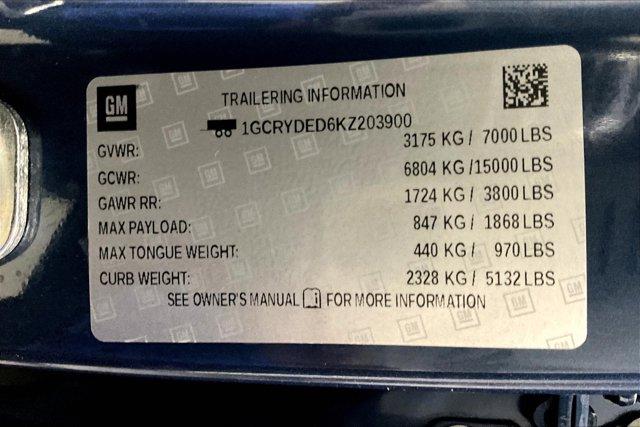 GM
TRAILERING INFORMATION
1GCRYDED6KZ203900
GVWR: 3175 KG / 7000 LBS
GCWR: 6804 KG / 15000 LBS
GAWR RR: 1724 KG / 3800 LBS
MAX PAYLOAD: 847 KG / 1868 LBS
MAX TONGUE WEIGHT: 440 KG / 970 LBS
CURB WEIGHT: 2328 KG / 5132 LBS
SEE OWNER'S MANUAL FOR MORE INFORMATION